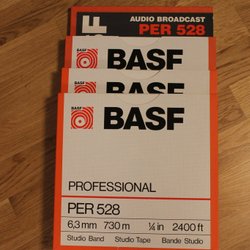 AUDIO BROADCAST
PER 528
BASF
BASF
BASF
PROFESSIONAL
PER 528
6,3 mm 730 m 1/4 in 2400 ft
Studio Band Studio Tape Bande Studio